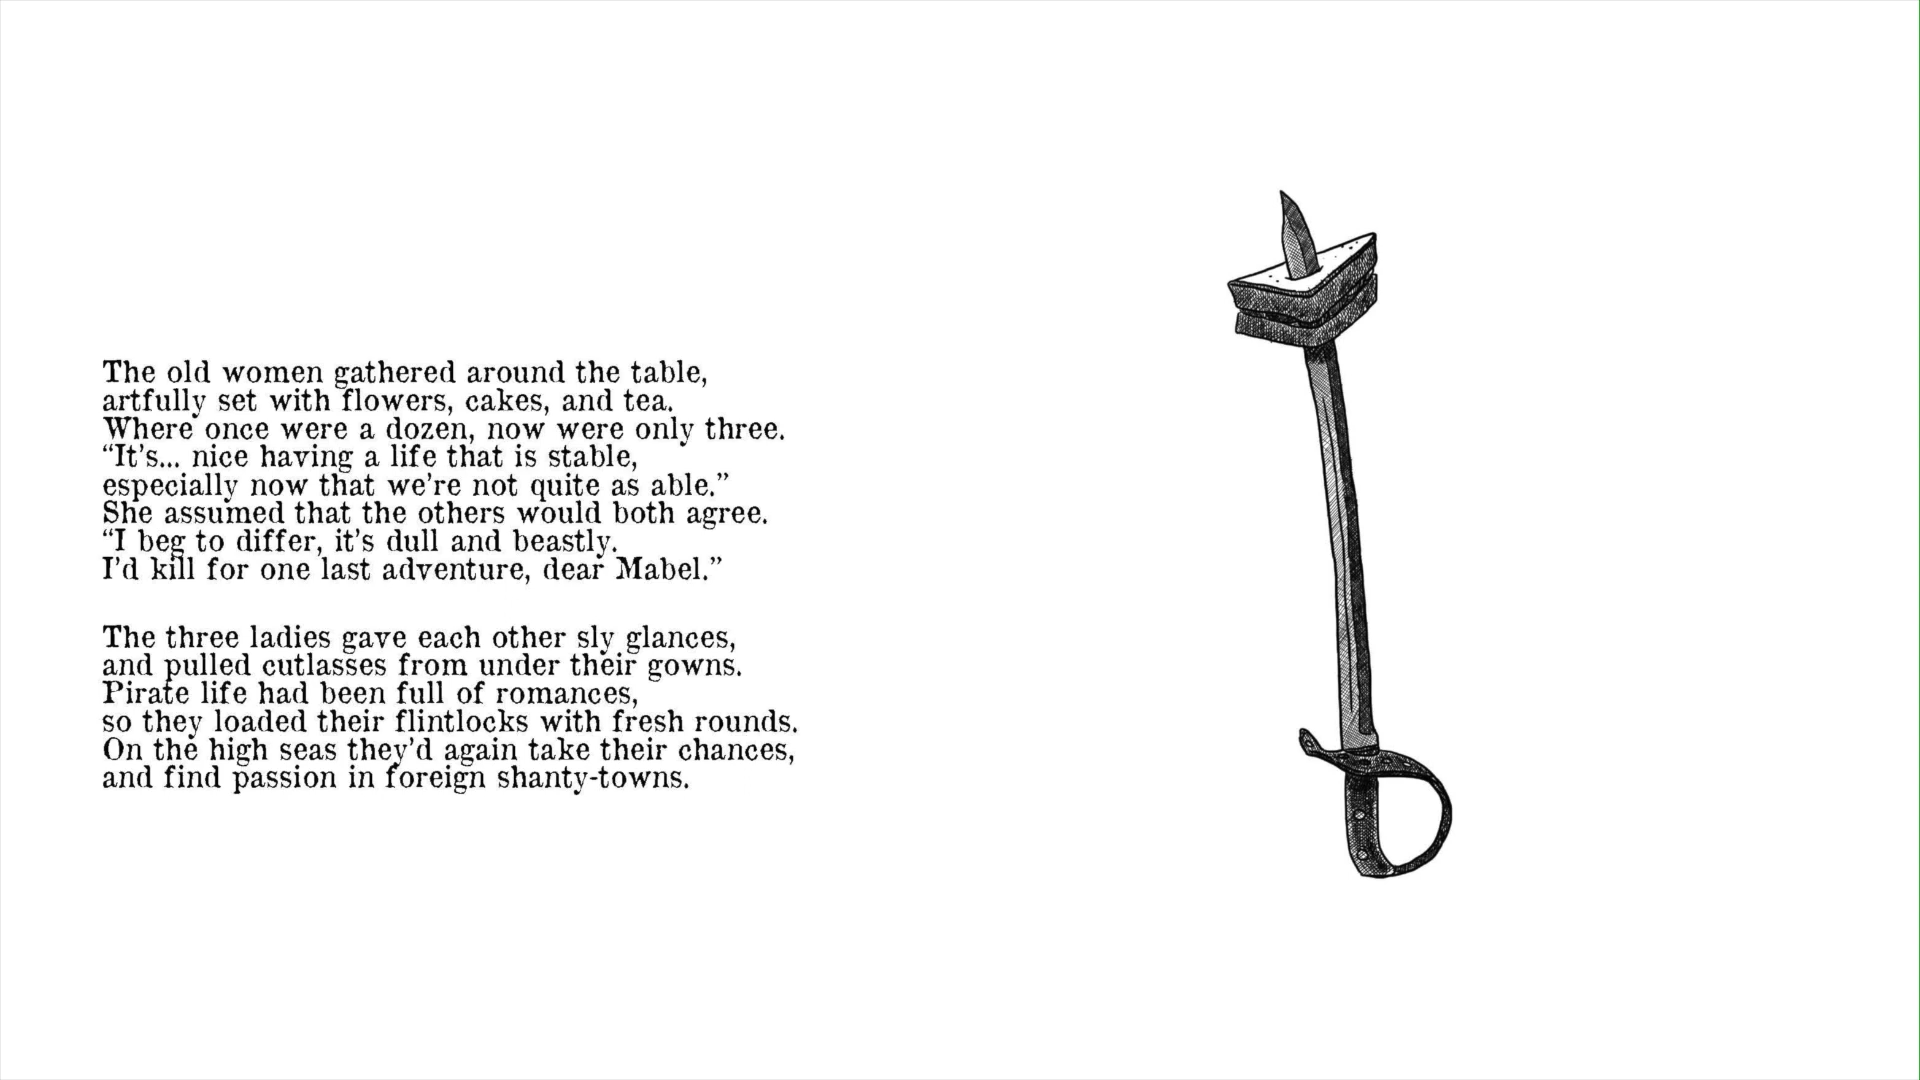 The old women gathered around the table,
artfully set with flowers, cakes, and tea.
Where once were a dozen, now were only three.
“It’s... nice having a life that is stable,
especially now that we’re not quite as able.”
She assumed that the others would both agree.
“I beg to differ, it’s dull and beastly.
I’d kill for one last adventure, dear Mabel.”

The three ladies gave each other sly glances,
and pulled cutlasses from under their gowns.
Pirate life had been full of romances,
so they loaded their flintlocks with fresh rounds.
On the high seas they’d again take their chances,
and find passion in foreign shanty-towns.